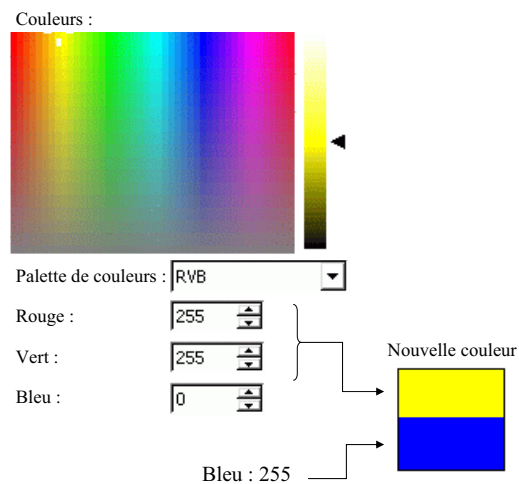 Couleurs :
Palette de couleurs : RVB
Rouge : 255
Vert : 255
Nouvelle couleur
Bleu : 0
Bleu : 255